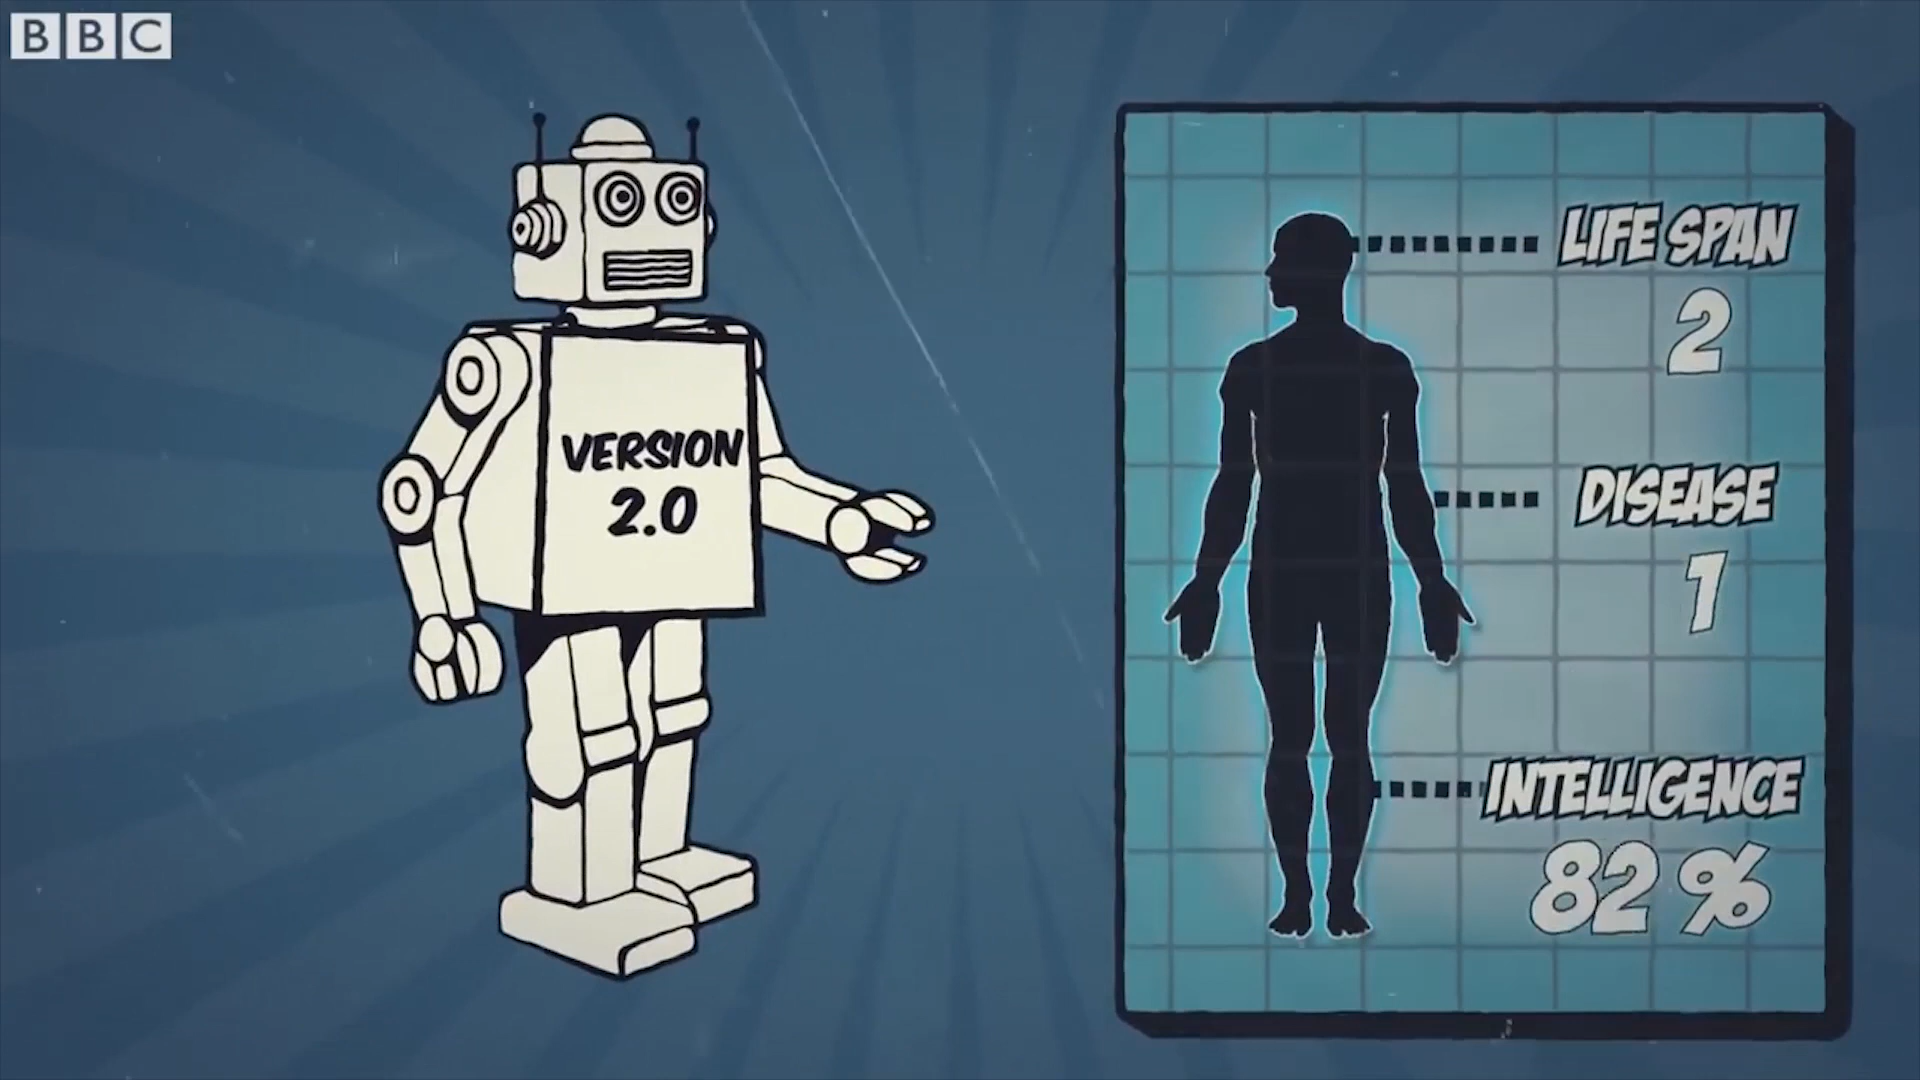 BBC
VERSION
2.0
LIFE SPAN
2
DISEASE
1
INTELLIGENCE
82 %